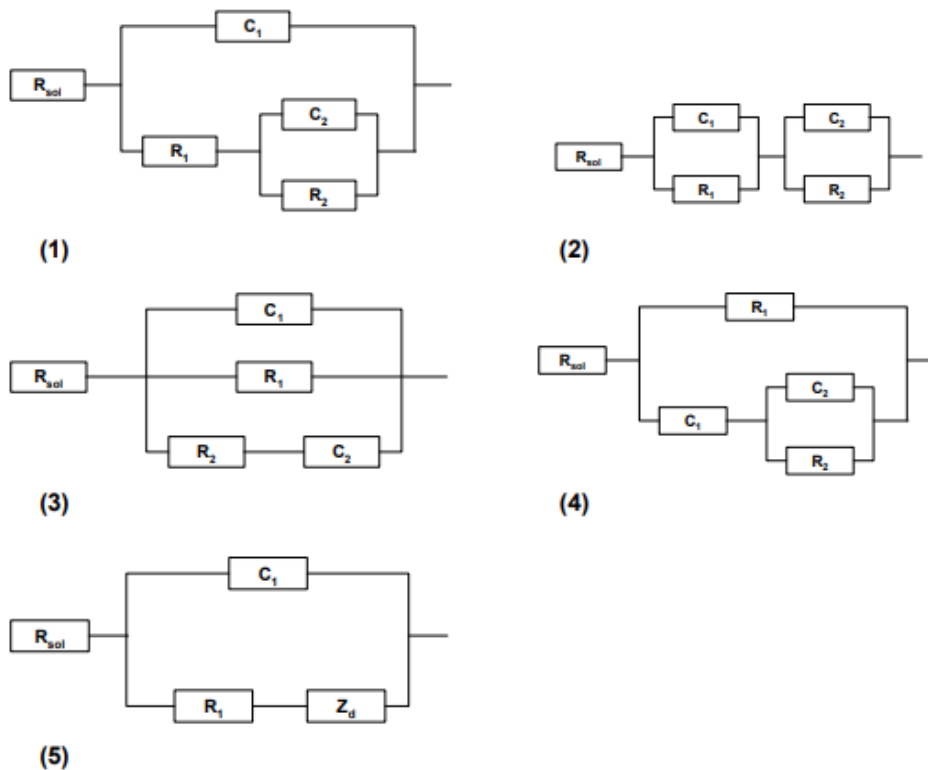 C₁
Rₛₒₗ
C₂
R₁
R₂
(1)
C₁ C₂
Rₛₒₗ
R₁ R₂
(2)
C₁
Rₛₒₗ R₁
R₂ C₂
(3)
R₁
Rₛₒₗ
C₂
C₁
R₂
(4)
C₁
Rₛₒₗ
R₁ Z_d
(5)